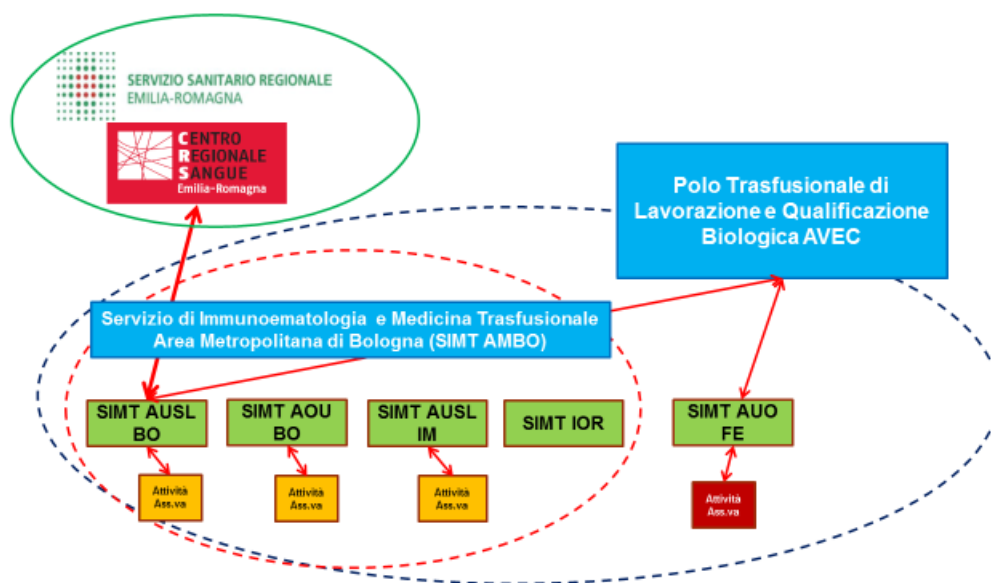 SERVIZIO SANITARIO REGIONALE
EMILIA-ROMAGNA
CENTRO
REGIONALE
SANGUE
Emilia-Romagna
Polo Trasfusionale di
Lavorazione e Qualificazione
Biologica AVEC
Servizio di Immunoematologia e Medicina Trasfusionale
Area Metropolitana di Bologna (SIMT AMBO)
SIMT AUSL
BO
SIMT AOU
BO
SIMT AUSL
IM
SIMT IOR
SIMT AUO
FE
Attività
Ass.va
Attività
Ass.va
Attività
Ass.va
Attività
Ass.va